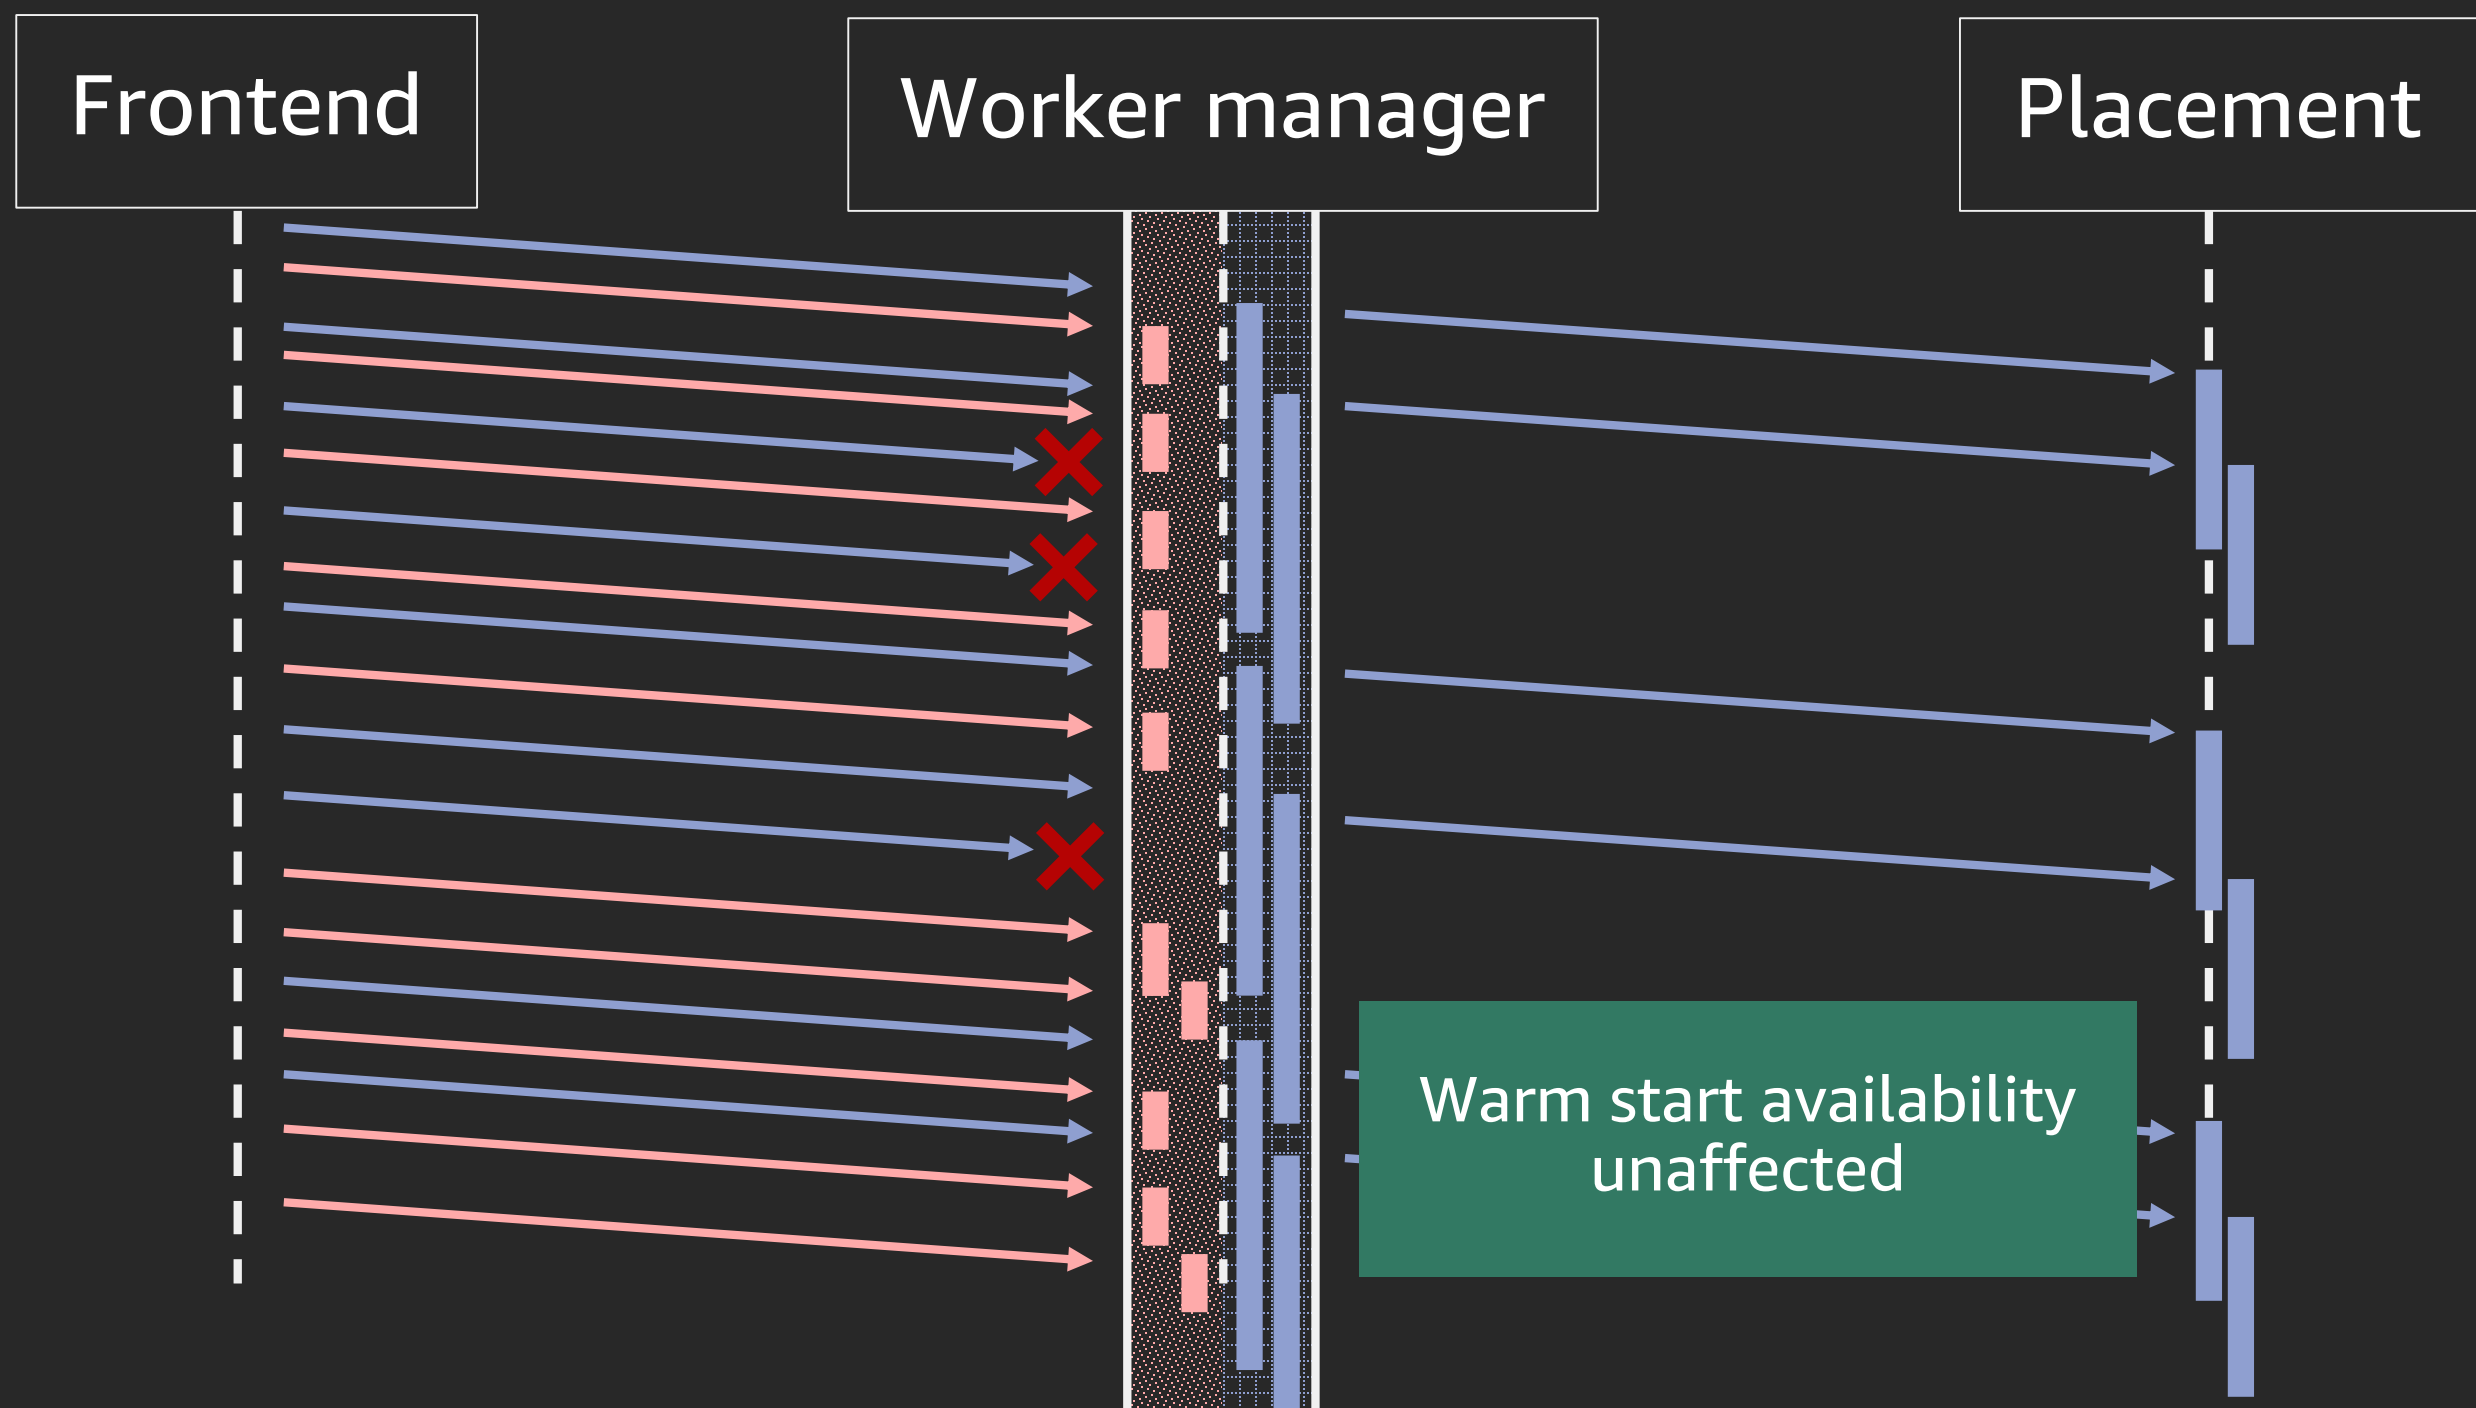 Frontend
Worker manager
Placement
Warm start availability
unaffected